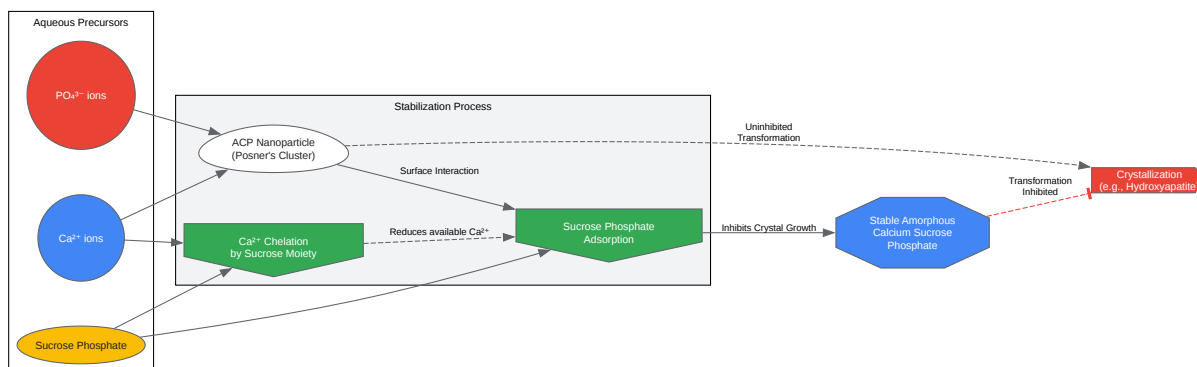 Aqueous Precursors
PO₄³⁻ ions
Ca²⁺ ions
Sucrose Phosphate
Stabilization Process
ACP Nanoparticle
(Posner's Cluster)
Surface Interaction
Ca²⁺ Chelation
by Sucrose Moiety
Reduces available Ca²⁺
Sucrose Phosphate
Adsorption
Uninhibited
Transformation
Inhibits Crystal Growth
Stable Amorphous
Calcium Sucrose
Phosphate
Transformation
Inhibited
Crystallization
(e.g., Hydroxyapatite